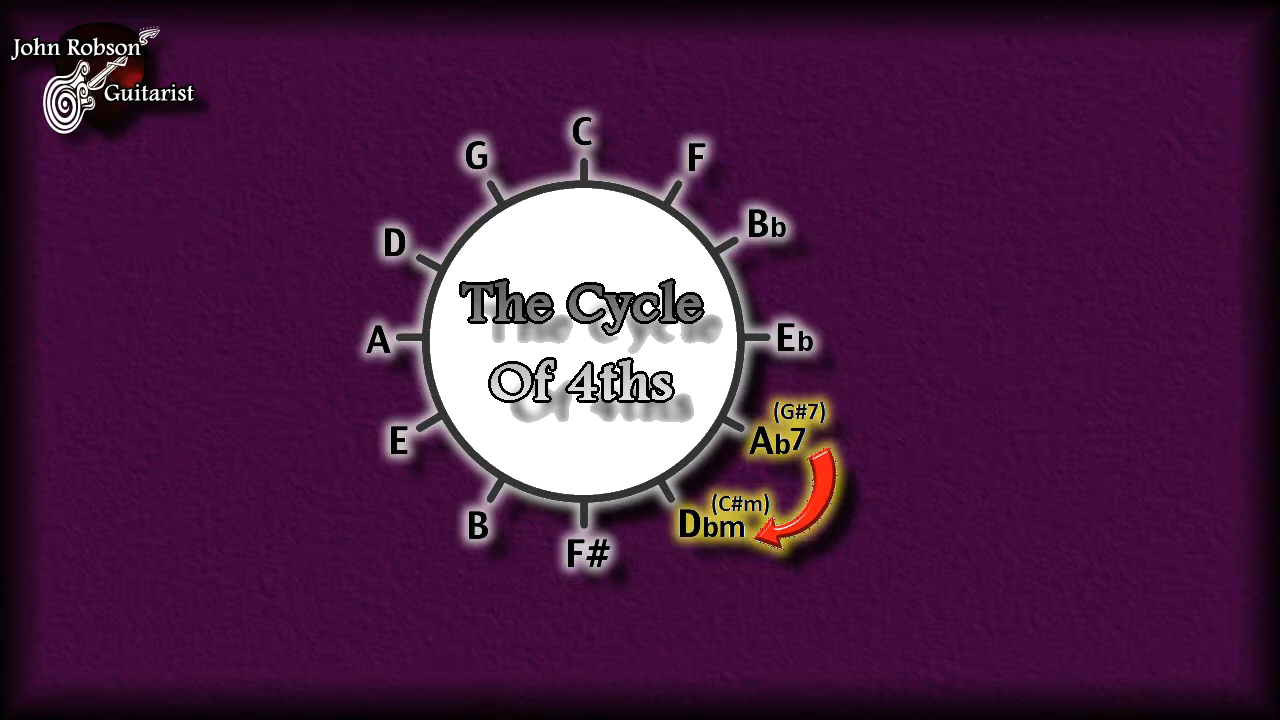 John Robson
Guitarist
C
G
F
D
Bb
The Cycle
Of 4ths
A
Eb
(G#7)
E
Ab7
(C#m)
B
Dbm
F#